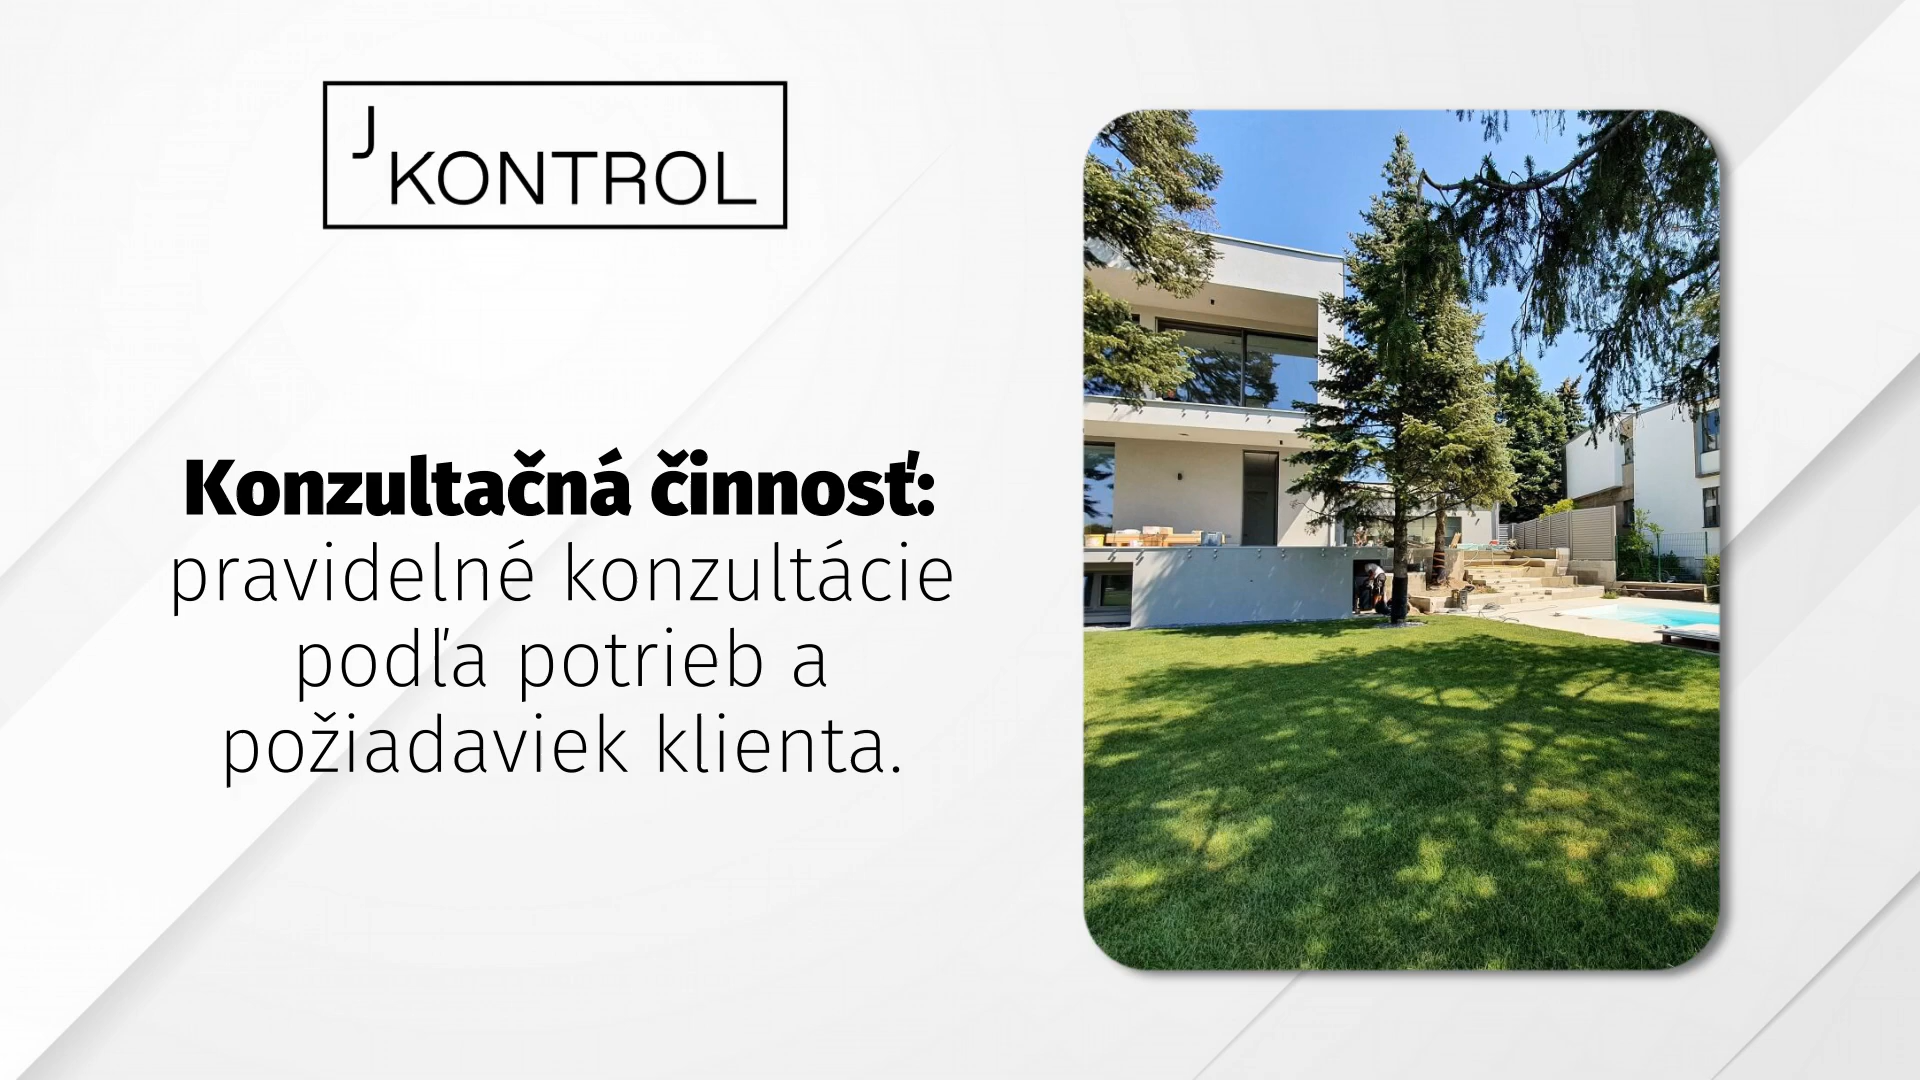 J
KONTROL
Konzultačná činnosť:
pravidelné konzultácie
podľa potrieb a
požiadaviek klienta.